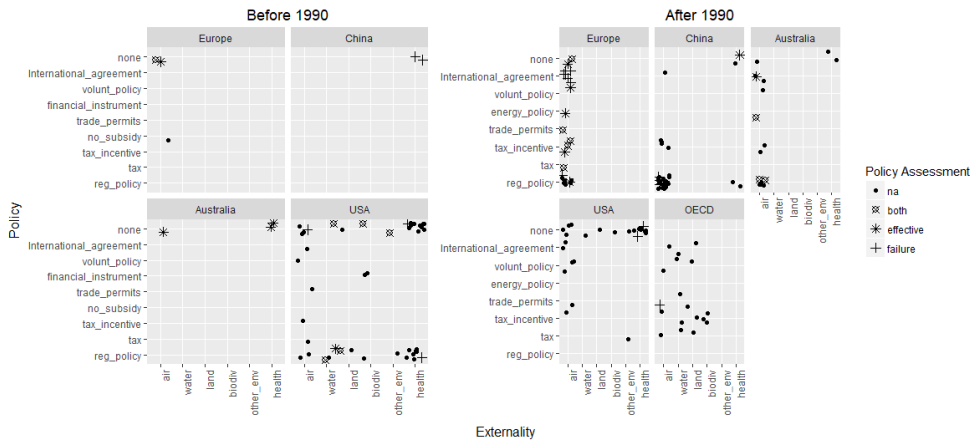 Before 1990
After 1990
Europe
China
none
International_agreement
volunt_policy
financial_instrument
trade_permits
no_subsidy
tax_incentive
tax
reg_policy
Australia
USA
none
International_agreement
volunt_policy
financial_instrument
trade_permits
no_subsidy
tax_incentive
tax
reg_policy
air
water
land
biodiv
other_env
health
air
water
land
biodiv
other_env
health
Policy
Europe
China
Australia
none
International_agreement
volunt_policy
energy_policy
trade_permits
tax_incentive
tax
reg_policy
air
water
land
biodiv
other_env
health
USA
OECD
none
International_agreement
volunt_policy
energy_policy
trade_permits
tax_incentive
tax
reg_policy
air
water
land
biodiv
other_env
health
air
water
land
biodiv
other_env
health
Externality
Policy Assessment
na
both
effective
failure